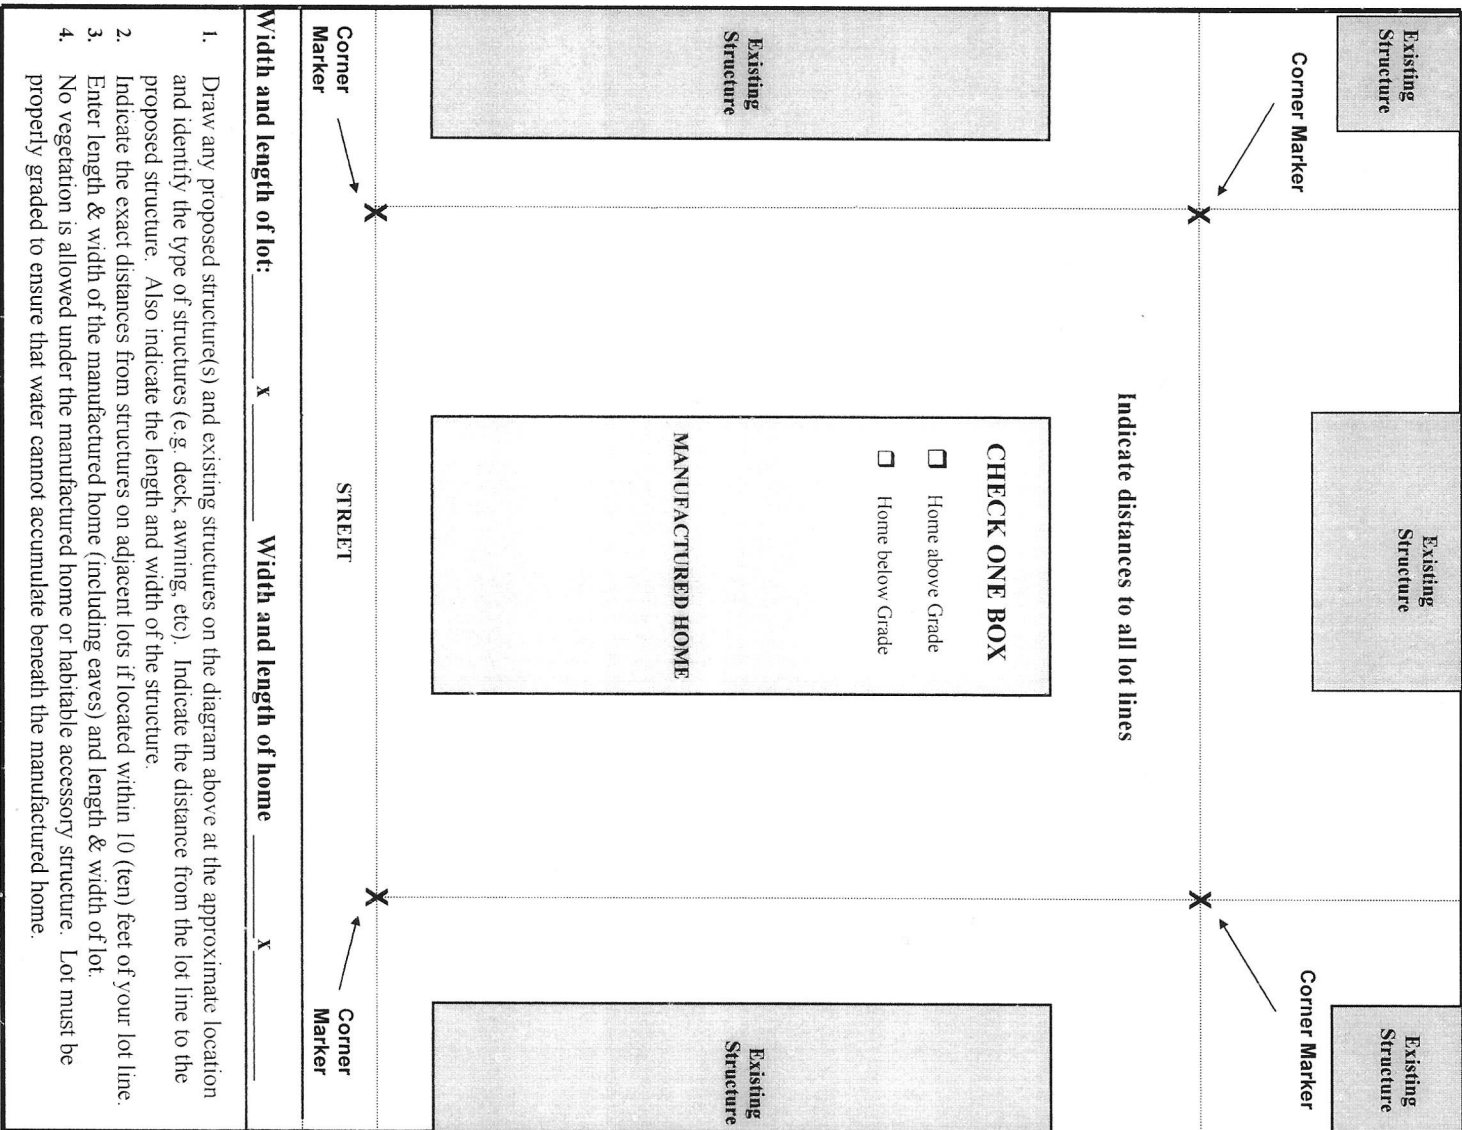 Existing
Structure
Existing
Structure
Existing
Structure
Corner Marker
Corner Marker
Indicate distances to all lot lines
Existing
Structure
CHECK ONE BOX
❑ Home above Grade
❑ Home below Grade
MANUFACTURED HOME
Existing
Structure
Corner
Marker
STREET
Corner
Marker
Width and length of lot: ________ x ________ Width and length of home ________ x ________
1. Draw any proposed structure(s) and existing structures on the diagram above at the approximate location
and identify the type of structures (e.g. deck, awning, etc). Indicate the distance from the lot line to the
proposed structure. Also indicate the length and width of the structure.
2. Indicate the exact distances from structures on adjacent lots if located within 10 (ten) feet of your lot line.
3. Enter length & width of the manufactured home (including eaves) and length & width of lot.
4. No vegetation is allowed under the manufactured home or habitable accessory structure. Lot must be
properly graded to ensure that water cannot accumulate beneath the manufactured home.